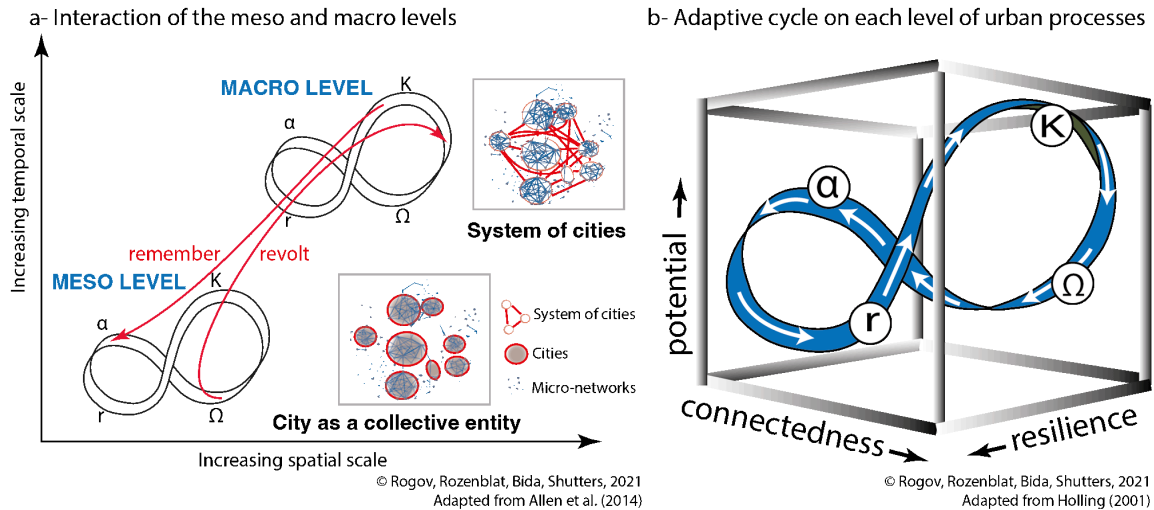 a- Interaction of the meso and macro levels
Increasing temporal scale
MACRO LEVEL
K
α
r
Ω
System of cities
remember
revolt
MESO LEVEL
K
α
r
Ω
System of cities
Cities
Micro-networks
City as a collective entity
Increasing spatial scale
© Rogov, Rozenblat, Bida, Shutters, 2021
Adapted from Allen et al. (2014)
b- Adaptive cycle on each level of urban processes
K
α
Ω
r
potential
connectedness
resilience
© Rogov, Rozenblat, Bida, Shutters, 2021
Adapted from Holling (2001)